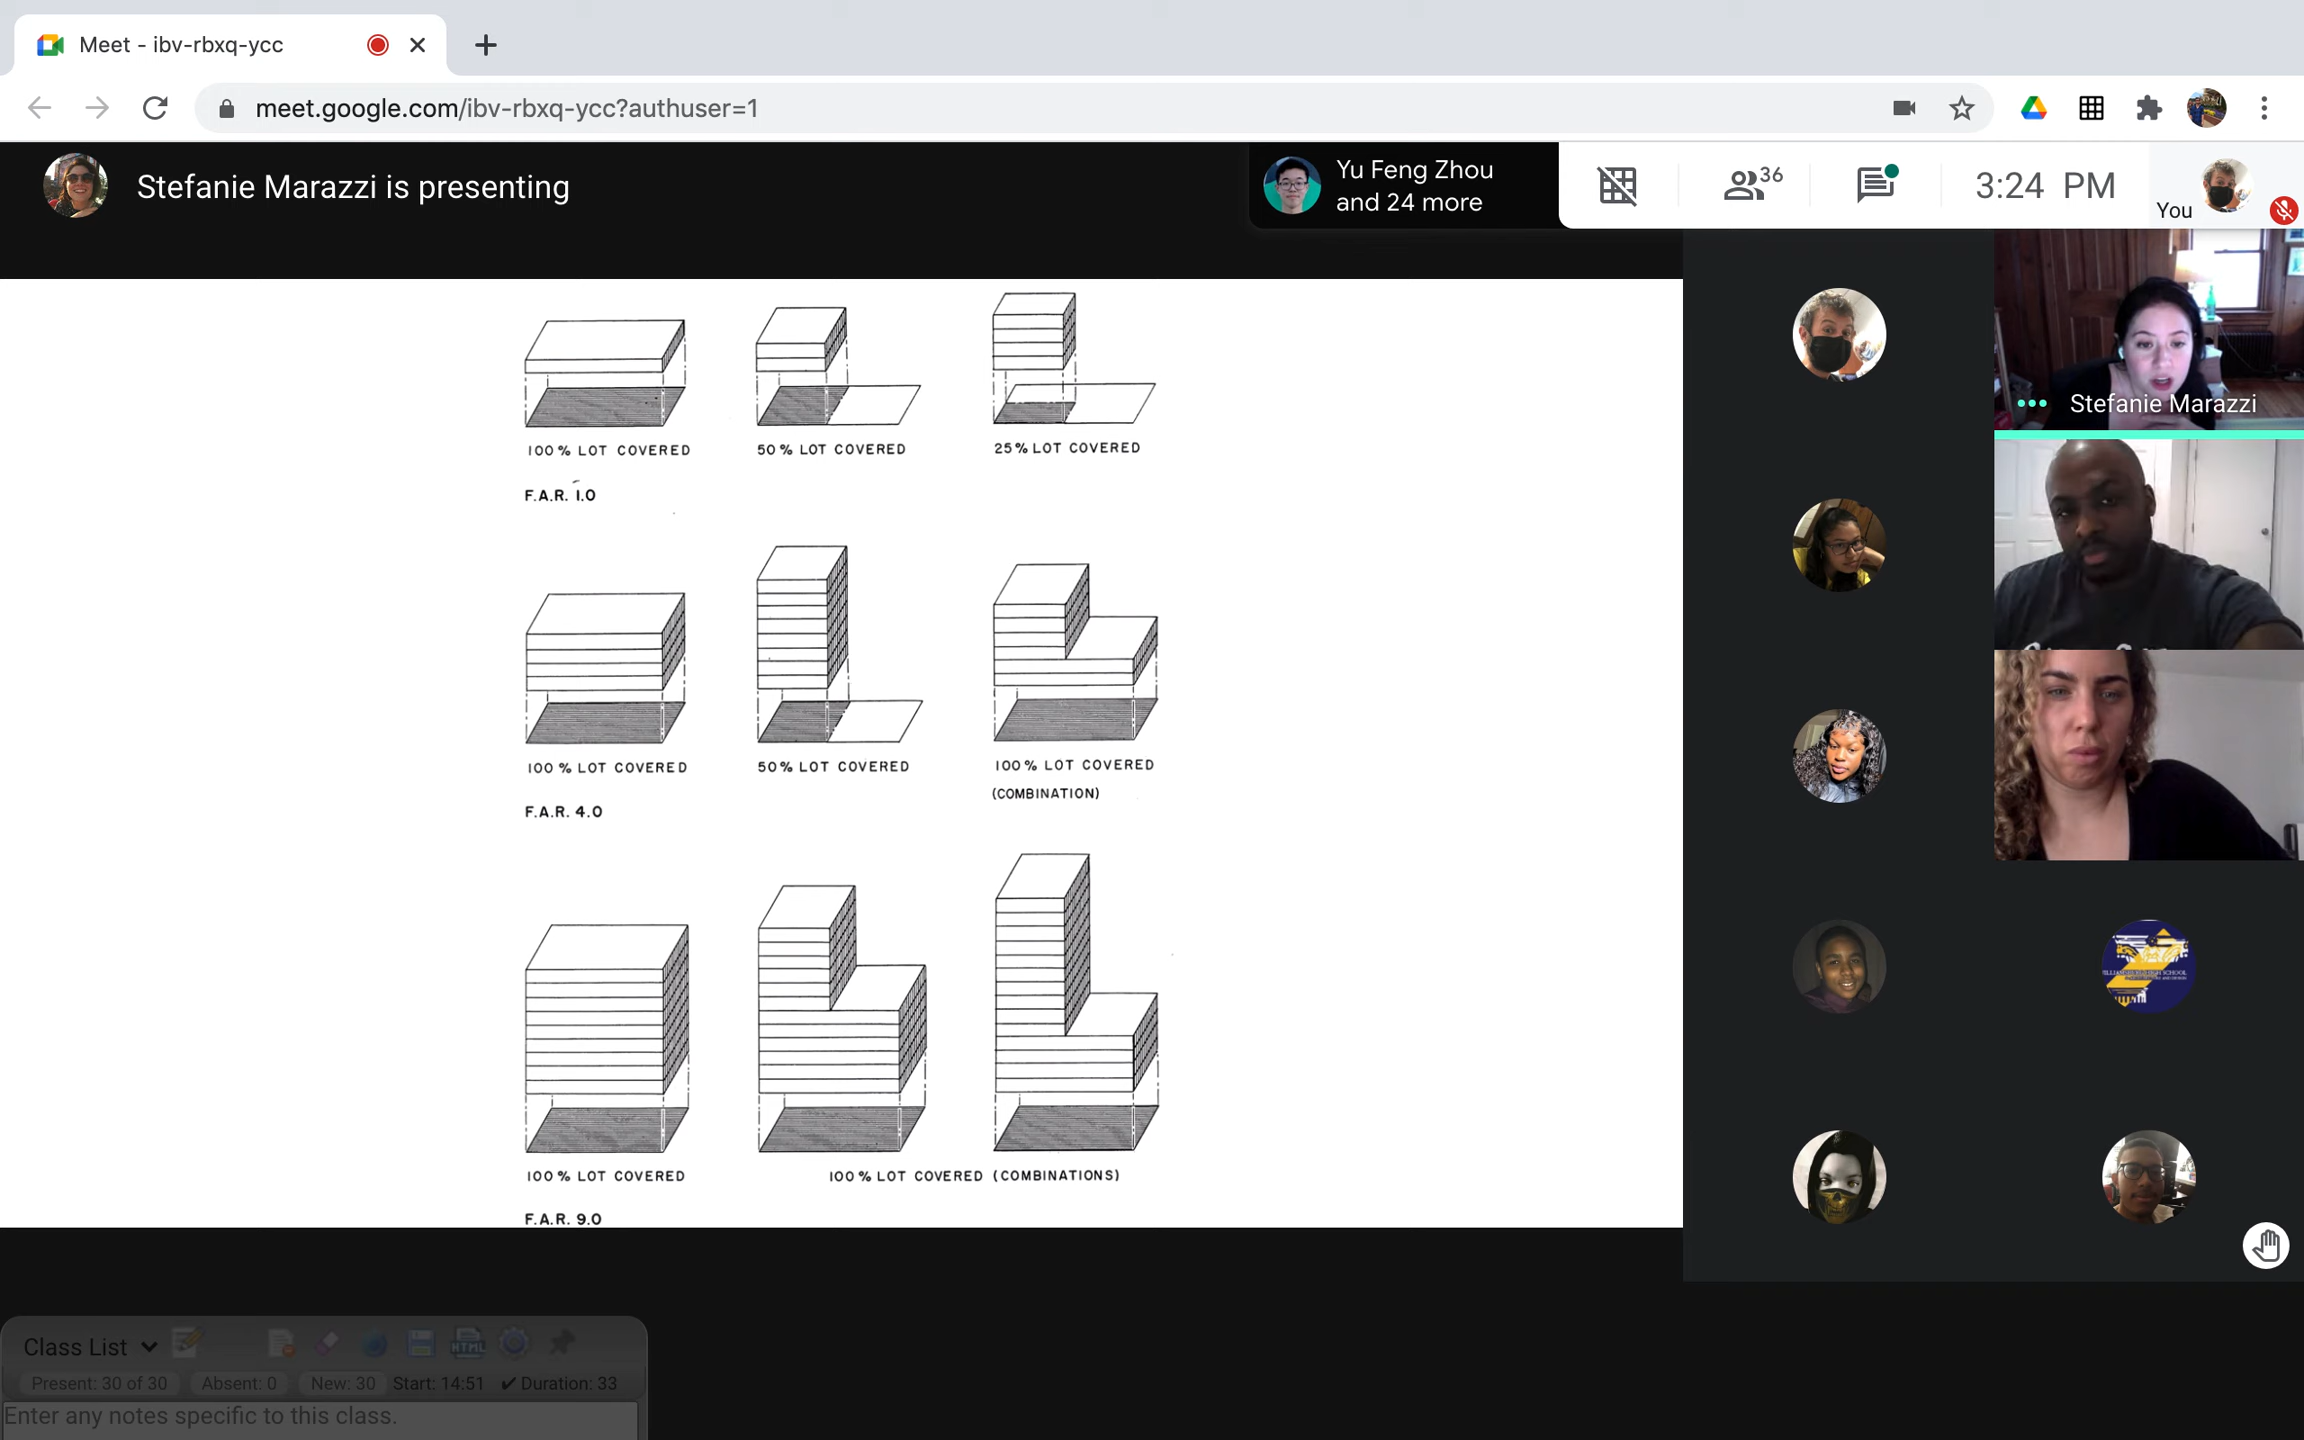 Meet - ibv-rbxq-ycc
meet.google.com/ibv-rbxq-ycc?authuser=1
Stefanie Marazzi is presenting
Yu Feng Zhou
and 24 more
36
3:24 PM
You
Stefanie Marazzi
100% LOT COVERED
50% LOT COVERED
25% LOT COVERED
F.A.R. 1.0
100% LOT COVERED
50% LOT COVERED
100% LOT COVERED
(COMBINATION)
F.A.R. 4.0
100% LOT COVERED
100% LOT COVERED (COMBINATIONS)
F.A.R. 9.0
Class List
HTML
Present: 30 of 30
Absent: 0
New: 30
Start: 14:51
✔ Duration: 33
Enter any notes specific to this class.